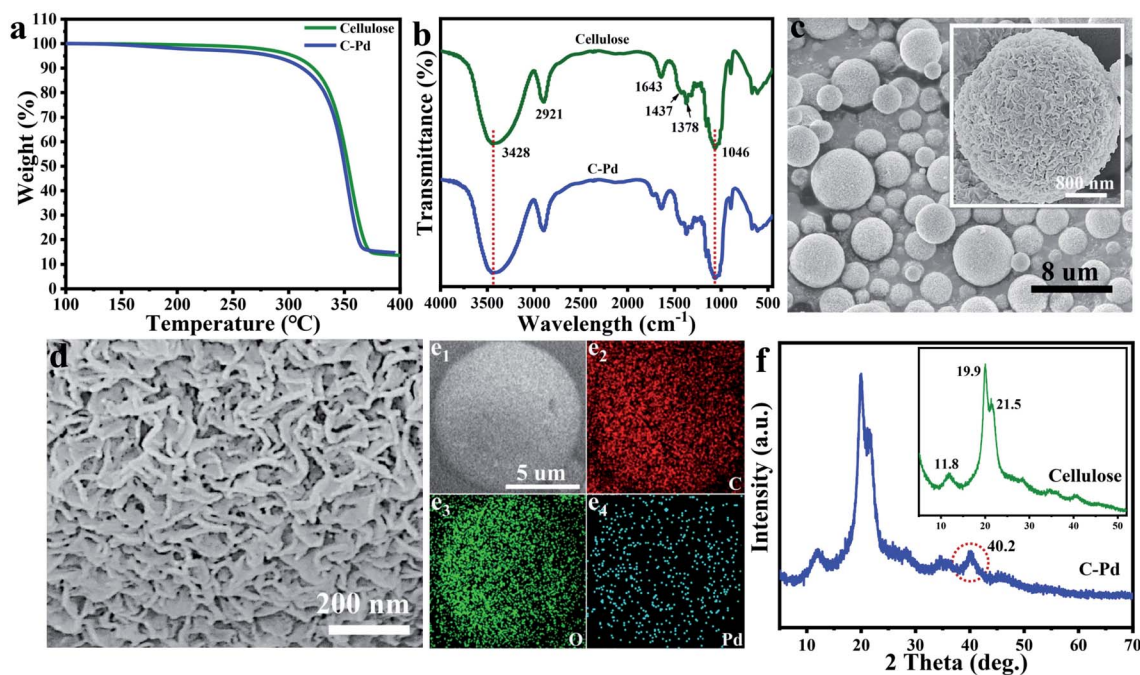 a
Cellulose
C-Pd
Weight (%)
110
100
90
80
70
60
50
40
30
20
10
0
100 150 200 250 300 350 400
Temperature (℃)
b
Cellulose
1643
2921
1437
1378
3428
1046
C-Pd
Transmittance (%)
4000 3500 3000 2500 2000 1500 1000 500
Wavelength (cm-1)
c
800 nm
8 um
d
200 nm
e1
5 um
e2
C
e3
O
e4
Pd
f
19.9
21.5
11.8
Cellulose
10 20 30 40 50
40.2
C-Pd
Intensity (a.u.)
10 20 30 40 50 60 70
2 Theta (deg.)